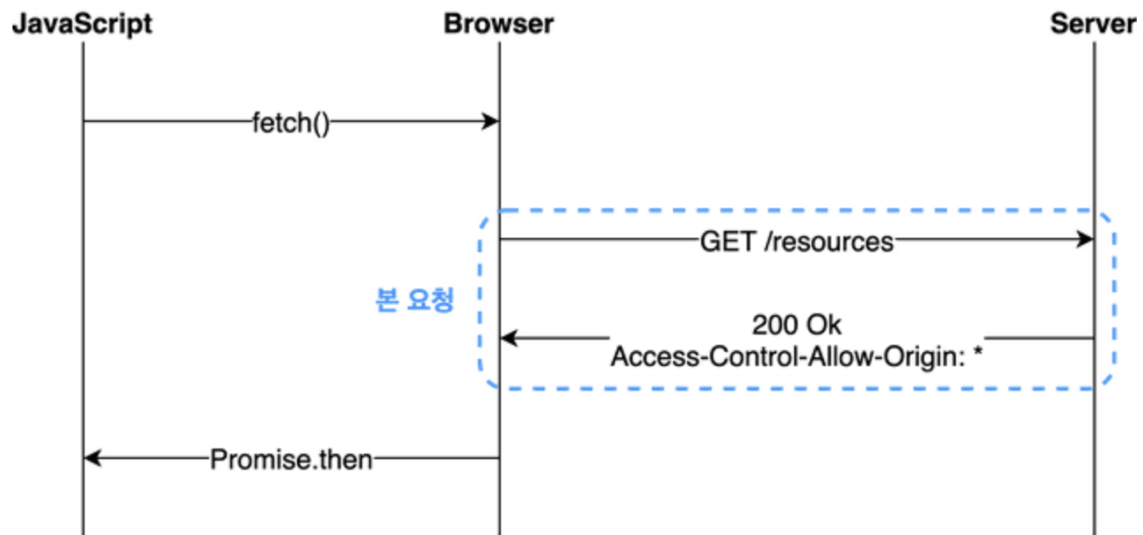 JavaScript
Browser
Server
fetch()
GET /resources
본 요청
200 Ok
Access-Control-Allow-Origin: *
Promise.then